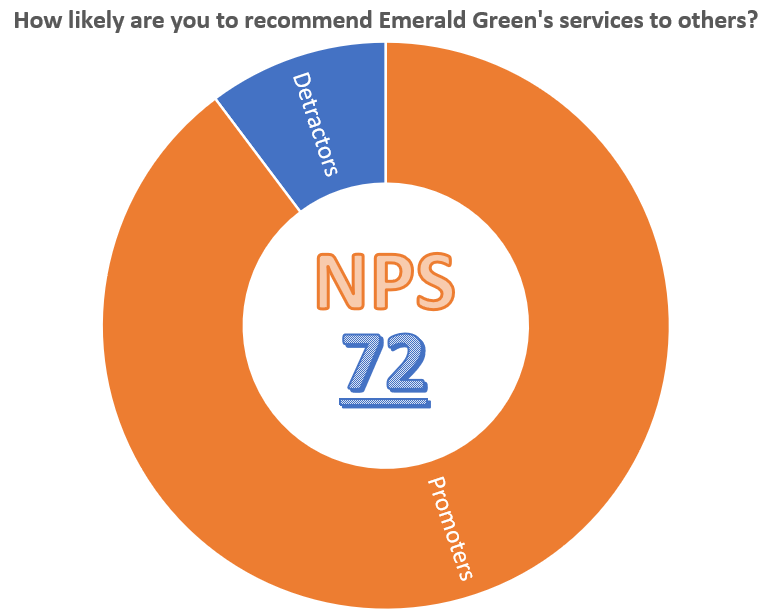 How likely are you to recommend Emerald Green's services to others?
Detractors
NPS
72
Promoters